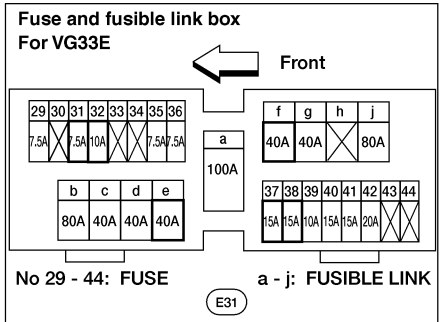 Fuse and fusible link box
For VG33E
Front
29 30 31 32 33 34 35 36
7.5A 7.5A 10A 7.5A 7.5A
a
100A
f g h j
40A 40A 80A
b c d e
80A 40A 40A 40A
37 38 39 40 41 42 43 44
15A 15A 10A 15A 15A 20A
No 29 - 44: FUSE
a - j: FUSIBLE LINK
E31